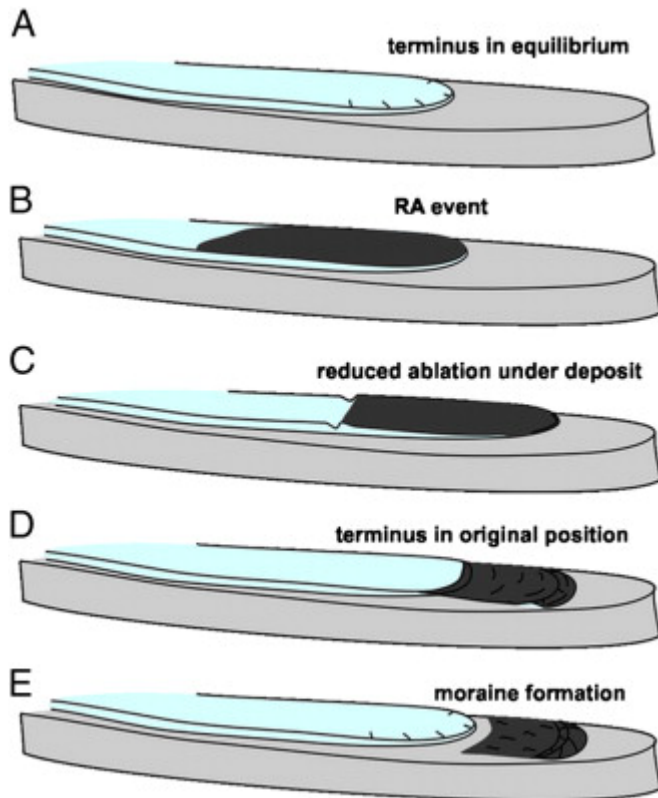 A
terminus in equilibrium
B
RA event
C
reduced ablation under deposit
D
terminus in original position
E
moraine formation